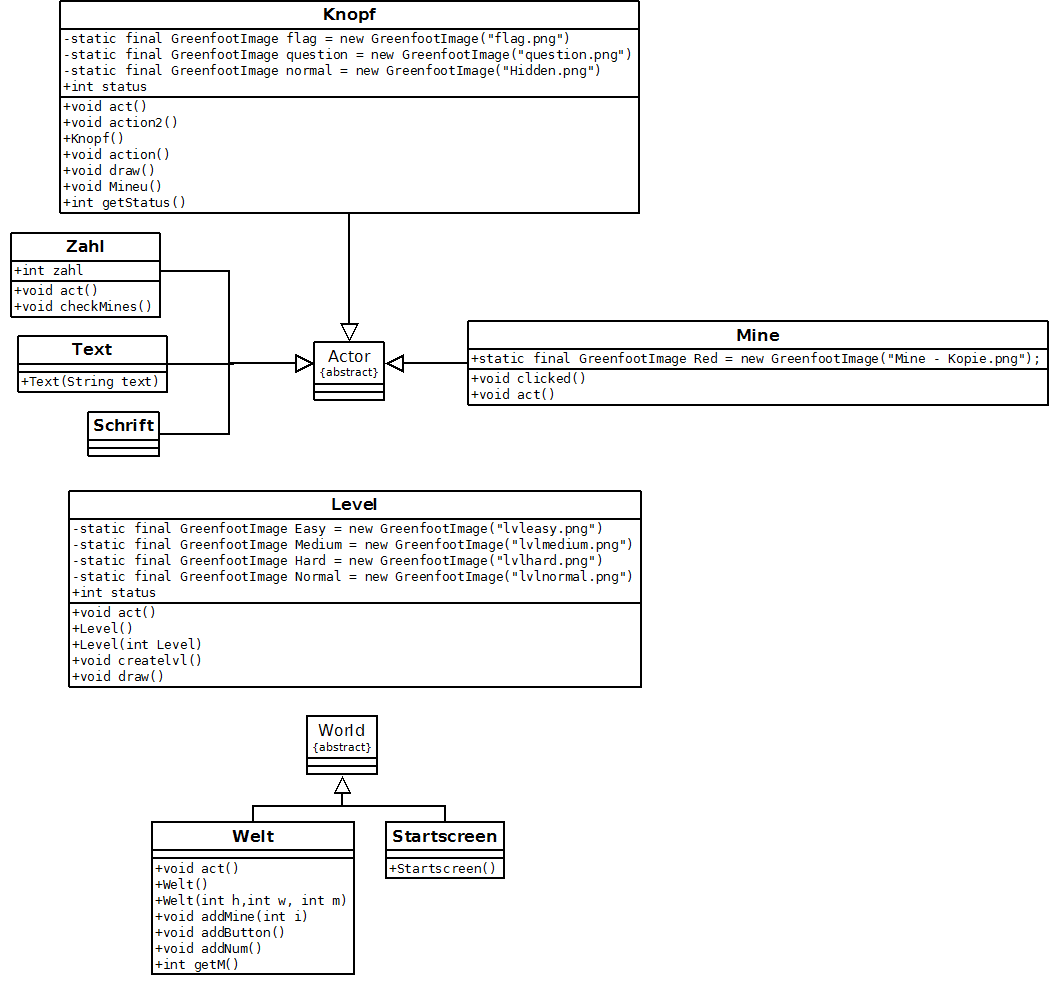 Knopf
-static final GreenfootImage flag = new GreenfootImage("flag.png")
-static final GreenfootImage question = new GreenfootImage("question.png")
-static final GreenfootImage normal = new GreenfootImage("Hidden.png")
+int status
+void act()
+void action2()
+Knopf()
+void action()
+void draw()
+void Mineu()
+int getStatus()
Zahl
+int zahl
+void act()
+void checkMines()
Text
+Text(String text)
Schrift
Actor
{abstract}
Mine
+static final GreenfootImage Red = new GreenfootImage("Mine - Kopie.png");
+void clicked()
+void act()
Level
-static final GreenfootImage Easy = new GreenfootImage("lvleasy.png")
-static final GreenfootImage Medium = new GreenfootImage("lvlmedium.png")
-static final GreenfootImage Hard = new GreenfootImage("lvlhard.png")
-static final GreenfootImage Normal = new GreenfootImage("lvlnormal.png")
+int status
+void act()
+Level()
+Level(int Level)
+void createlvl()
+void draw()
World
{abstract}
Welt
+void act()
+Welt()
+Welt(int h,int w, int m)
+void addMine(int i)
+void addButton()
+void addNum()
+int getM()
Startscreen
+Startscreen()